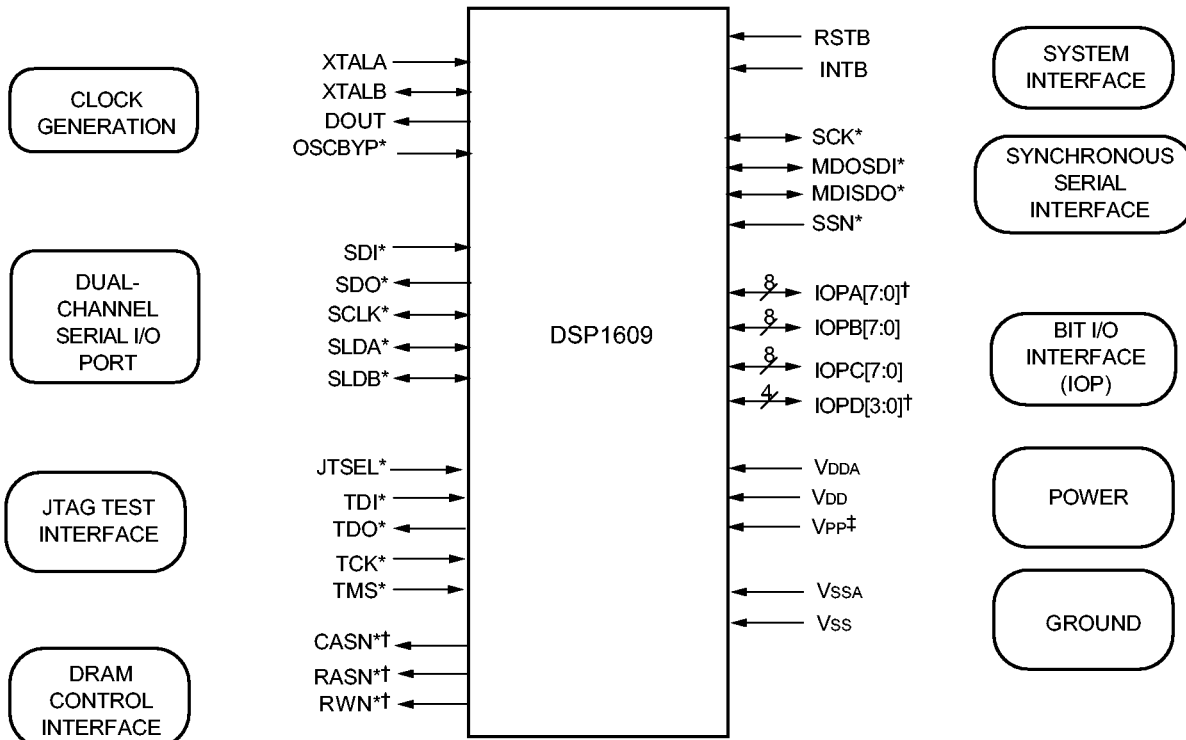 CLOCK
GENERATION
DUAL-
CHANNEL
SERIAL I/O
PORT
JTAG TEST
INTERFACE
DRAM
CONTROL
INTERFACE
XTALA
XTALB
DOUT
OSCBYP*
SDI*
SDO*
SCLK*
SLDA*
SLDB*
JTSEL*
TDI*
TDO*
TCK*
TMS*
CASN*†
RASN*†
RWN*†
DSP1609
RSTB
INTB
SCK*
MDOSDI*
MDISDO*
SSN*
8 IOPA[7:0]†
8 IOPB[7:0]
8 IOPC[7:0]
4 IOPD[3:0]†
VDDA
VDD
VPP‡
VSSA
VSS
SYSTEM
INTERFACE
SYNCHRONOUS
SERIAL
INTERFACE
BIT I/O
INTERFACE
(IOP)
POWER
GROUND